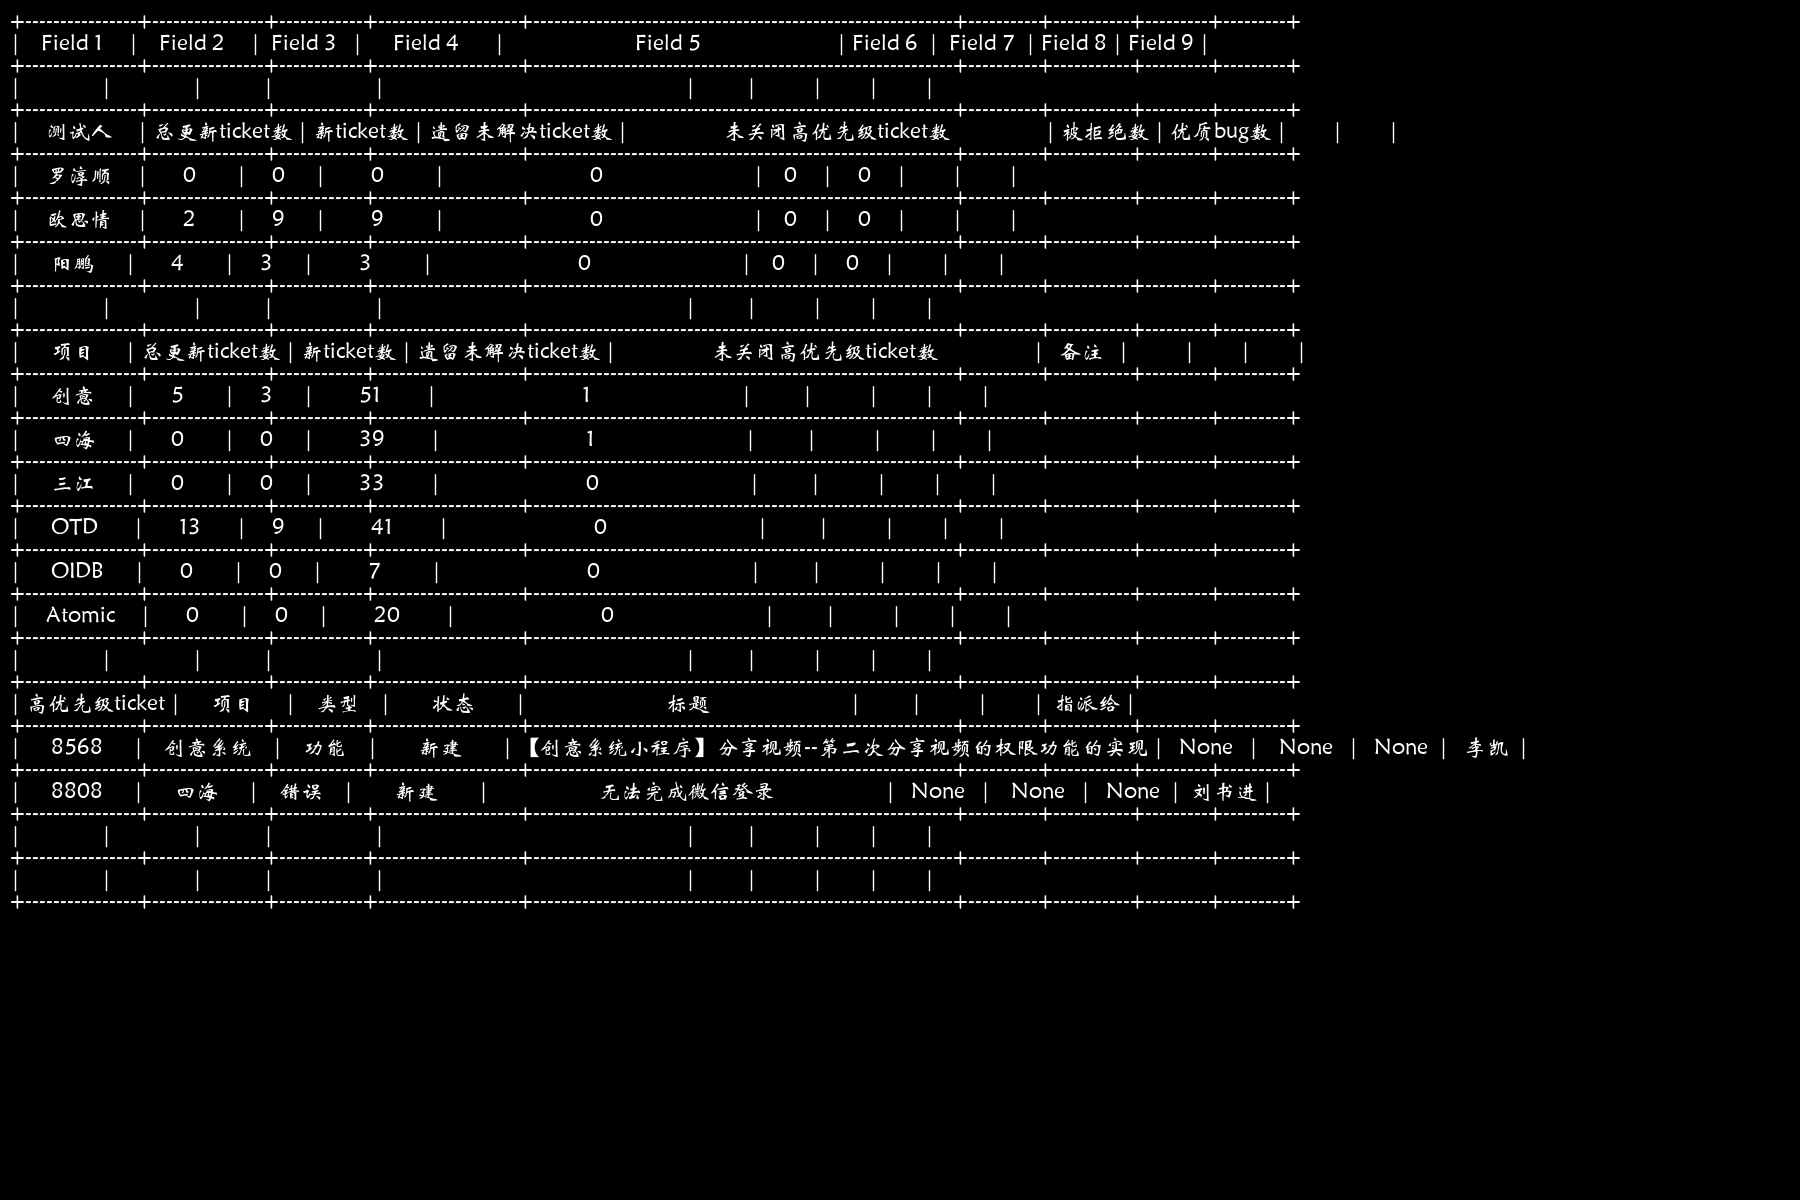 Field 1 | Field 2 | Field 3 | Field 4 | Field 5 | Field 6 | Field 7 | Field 8 | Field 9
测试人 | 总更新ticket数 | 新ticket数 | 遗留未解决ticket数 | 未关闭高优先级ticket数 | 被拒绝数 | 优质bug数
罗淳顺 | 0 | 0 | 0 | 0 | 0 | 0
欧思情 | 2 | 9 | 9 | 0 | 0 | 0
阳鹏 | 4 | 3 | 3 | 0 | 0 | 0
项目 | 总更新ticket数 | 新ticket数 | 遗留未解决ticket数 | 未关闭高优先级ticket数 | 备注
创意 | 5 | 3 | 51 | 1
四海 | 0 | 0 | 39 | 1
三江 | 0 | 0 | 33 | 0
OTD | 13 | 9 | 41 | 0
OIDB | 0 | 0 | 7 | 0
Atomic | 0 | 0 | 20 | 0
高优先级ticket | 项目 | 类型 | 状态 | 标题 | 指派给
8568 | 创意系统 | 功能 | 新建 | 【创意系统小程序】分享视频--第二次分享视频的权限功能的实现 | None | None | None | 李凯
8808 | 四海 | 错误 | 新建 | 无法完成微信登录 | None | None | None | 刘书进